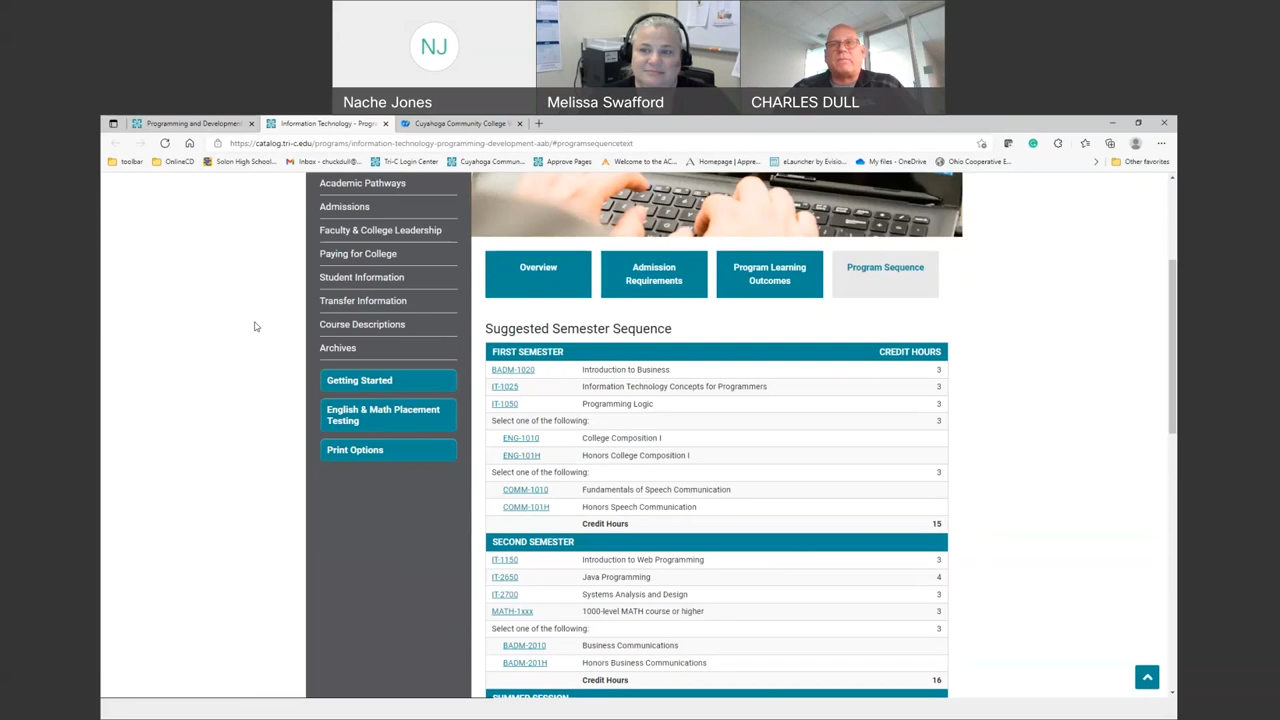 NJ
Nache Jones
Melissa Swafford
CHARLES DULL
Programming and Developmen
Information Technology - Progr
Cuyahoga Community College V
https://catalog.tri-c.edu/programs/information-technology-programming-development-aab/#programsequencetext
toolbar
OnlineCD
Solon High School...
Inbox - chuckdull@...
Tri-C Login Center
Cuyahoga Commun...
Approve Pages
Welcome to the AC...
Homepage | Appre...
eLauncher by Evisio...
My files - OneDrive
Ohio Cooperative E...
Other favorites
Academic Pathways
Admissions
Faculty & College Leadership
Paying for College
Student Information
Transfer Information
Course Descriptions
Archives
Getting Started
English & Math Placement
Testing
Print Options
Overview
Admission
Requirements
Program Learning
Outcomes
Program Sequence
Suggested Semester Sequence
FIRST SEMESTER CREDIT HOURS
BADM-1020 Introduction to Business 3
IT-1025 Information Technology Concepts for Programmers 3
IT-1050 Programming Logic 3
Select one of the following: 3
ENG-1010 College Composition I
ENG-101H Honors College Composition I
Select one of the following: 3
COMM-1010 Fundamentals of Speech Communication
COMM-101H Honors Speech Communication
Credit Hours 15
SECOND SEMESTER
IT-1150 Introduction to Web Programming 3
IT-2650 Java Programming 4
IT-2700 Systems Analysis and Design 3
MATH-1xxx 1000-level MATH course or higher 3
Select one of the following: 3
BADM-2010 Business Communications
BADM-201H Honors Business Communications
Credit Hours 16
SUMMER SESSION